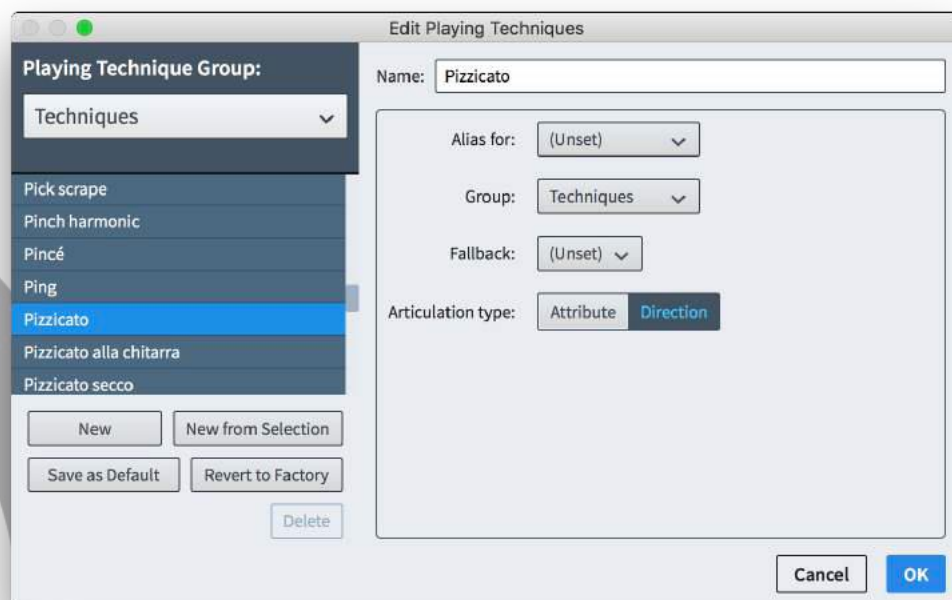 Edit Playing Techniques
Playing Technique Group:
Techniques
Pick scrape
Pinch harmonic
Pincé
Ping
Pizzicato
Pizzicato alla chitarra
Pizzicato secco
New
New from Selection
Save as Default
Revert to Factory
Delete
Name: Pizzicato
Alias for: (Unset)
Group: Techniques
Fallback: (Unset)
Articulation type: Attribute Direction
Cancel
OK